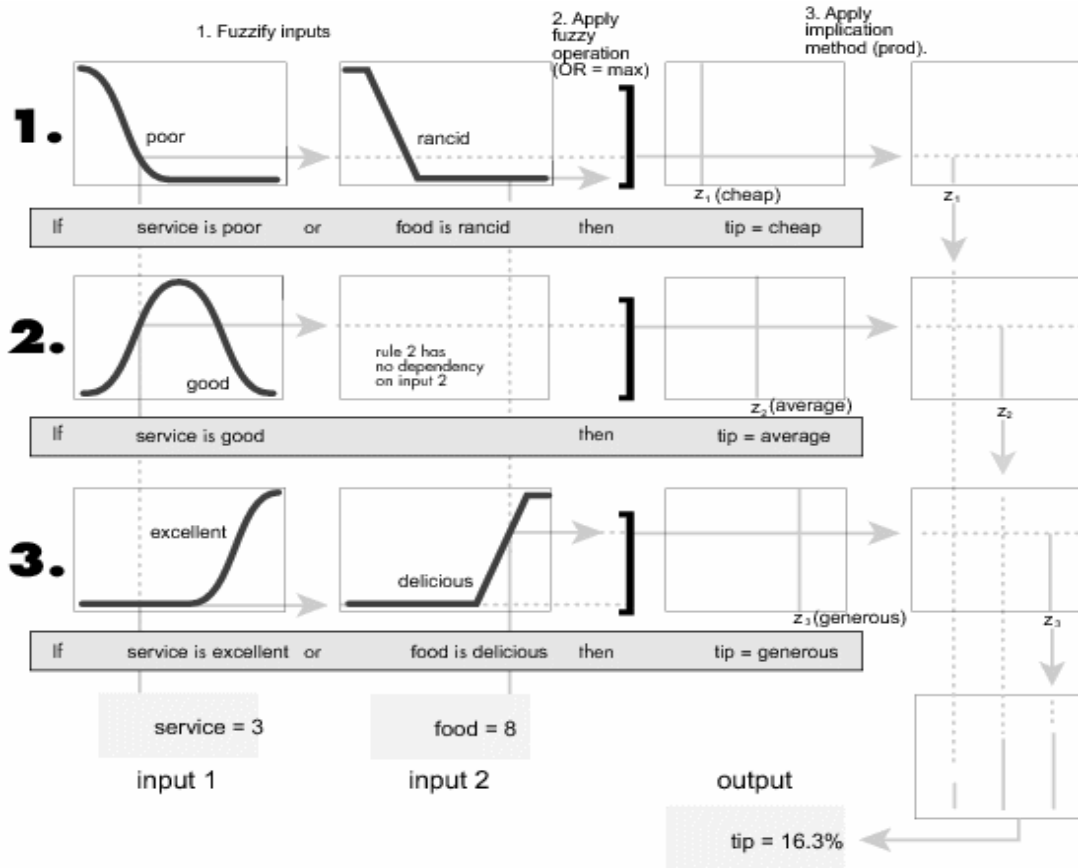 1. Fuzzify inputs
2. Apply
fuzzy
operation
(OR = max)
3. Apply
implication
method (prod).
1.
poor
rancid
z₁ (cheap)
z₁
If service is poor or food is rancid then tip = cheap
2.
good
rule 2 has
no dependency
on input 2
z₂ (average)
z₂
If service is good then tip = average
3.
excellent
delicious
z₃ (generous)
z₃
If service is excellent or food is delicious then tip = generous
service = 3
food = 8
input 1
input 2
output
tip = 16.3%